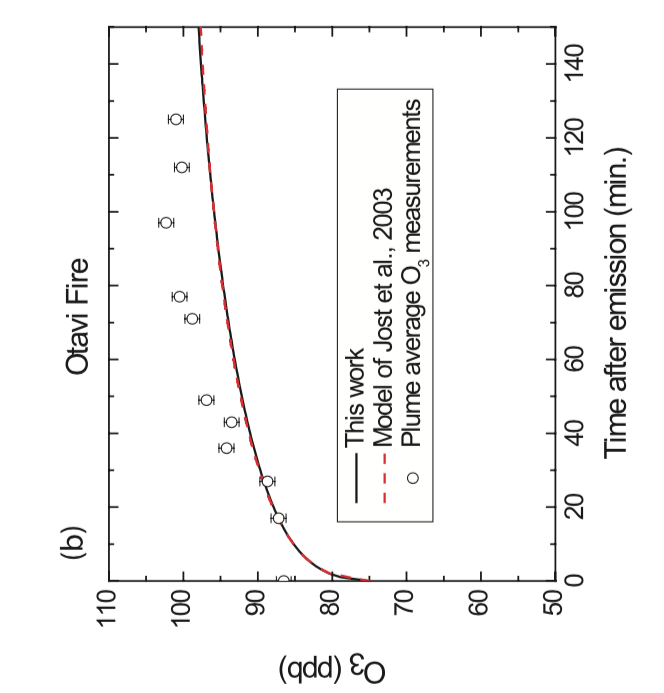 (b)
Otavi Fire
110
100
90
80
70
60
50
O3 (ppb)
This work
Model of Jost et al., 2003
Plume average O3 measurements
0
20
40
60
80
100
120
140
Time after emission (min.)